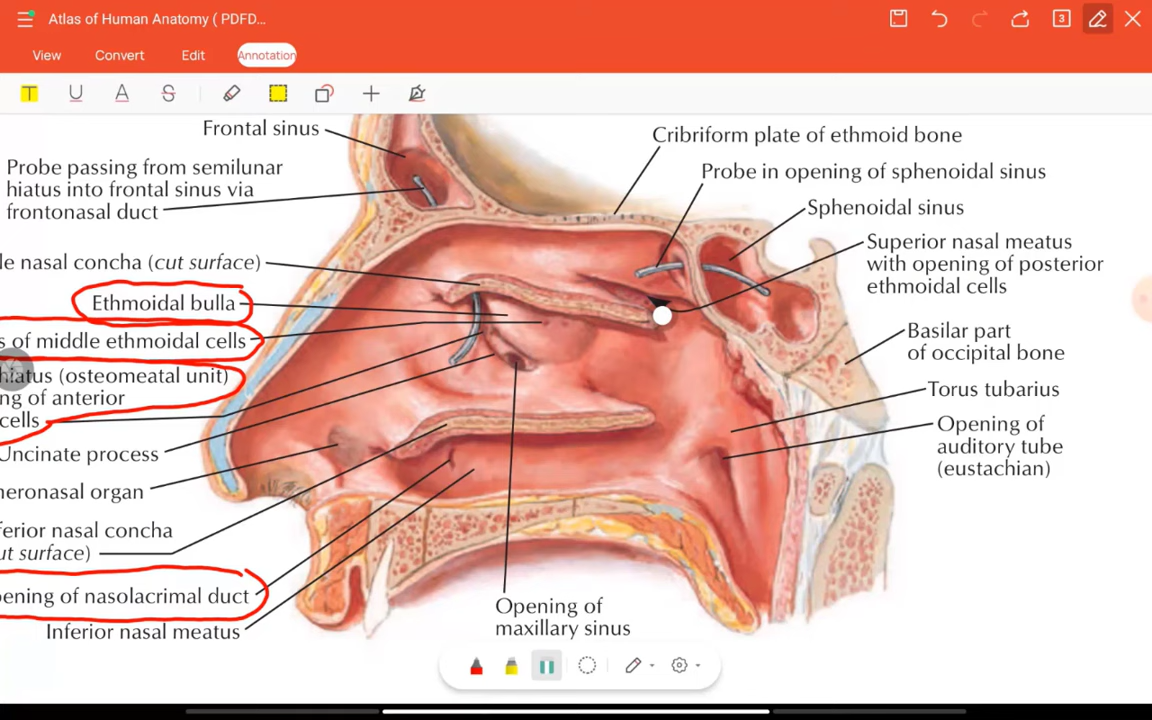 Atlas of Human Anatomy ( PDFD...
3
View Convert Edit Annotation
T U A S
Frontal sinus
Probe passing from semilunar
hiatus into frontal sinus via
frontonasal duct
le nasal concha (cut surface)
Ethmoidal bulla
s of middle ethmoidal cells
hiatus (osteomeatal unit)
ng of anterior
cells
Uncinate process
meronasal organ
ferior nasal concha
ut surface)
ening of nasolacrimal duct
Inferior nasal meatus
Opening of
maxillary sinus
Cribriform plate of ethmoid bone
Probe in opening of sphenoidal sinus
Sphenoidal sinus
Superior nasal meatus
with opening of posterior
ethmoidal cells
Basilar part
of occipital bone
Torus tubarius
Opening of
auditory tube
(eustachian)